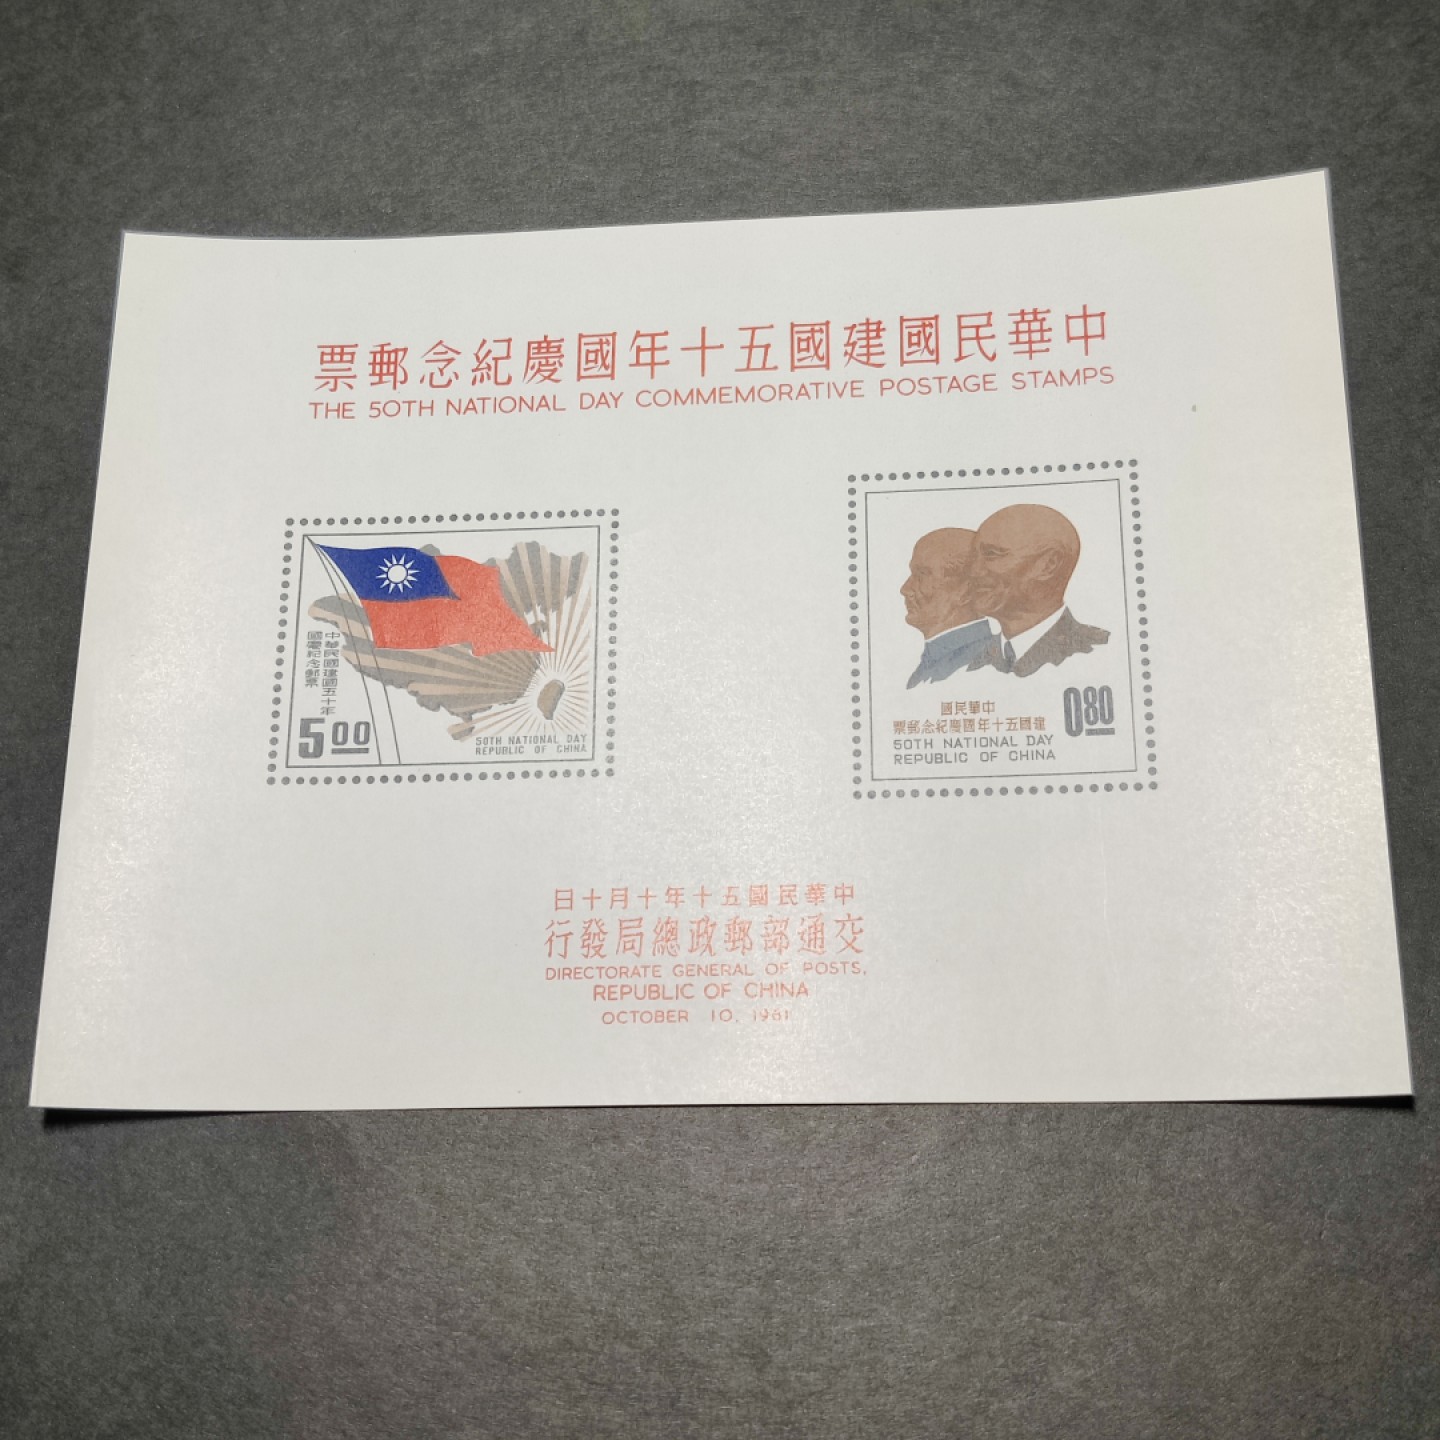 中華民國建國五十年國慶紀念郵票
THE 50TH NATIONAL DAY COMMEMORATIVE POSTAGE STAMPS
中華民國建國五十年
國慶紀念郵票
5.00
50TH NATIONAL DAY
REPUBLIC OF CHINA
中華民國
建國五十年國慶紀念郵票
50TH NATIONAL DAY
REPUBLIC OF CHINA
0.80
中華民國五十年十月十日
交通部郵政總局發行
DIRECTORATE GENERAL OF POSTS,
REPUBLIC OF CHINA
OCTOBER 10, 1961